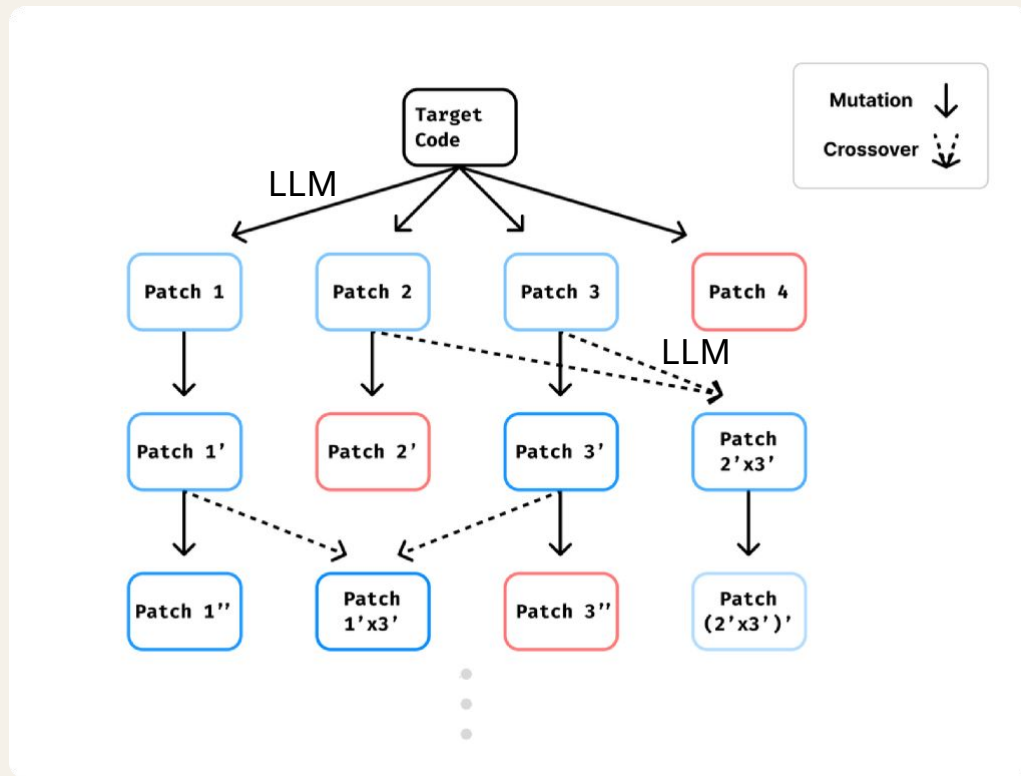 Target
Code
Mutation
Crossover
LLM
Patch 1
Patch 2
Patch 3
Patch 4
LLM
Patch 1’
Patch 2’
Patch 3’
Patch
2’x3’
Patch 1’’
Patch
1’x3’
Patch 3’’
Patch
(2’x3’)’